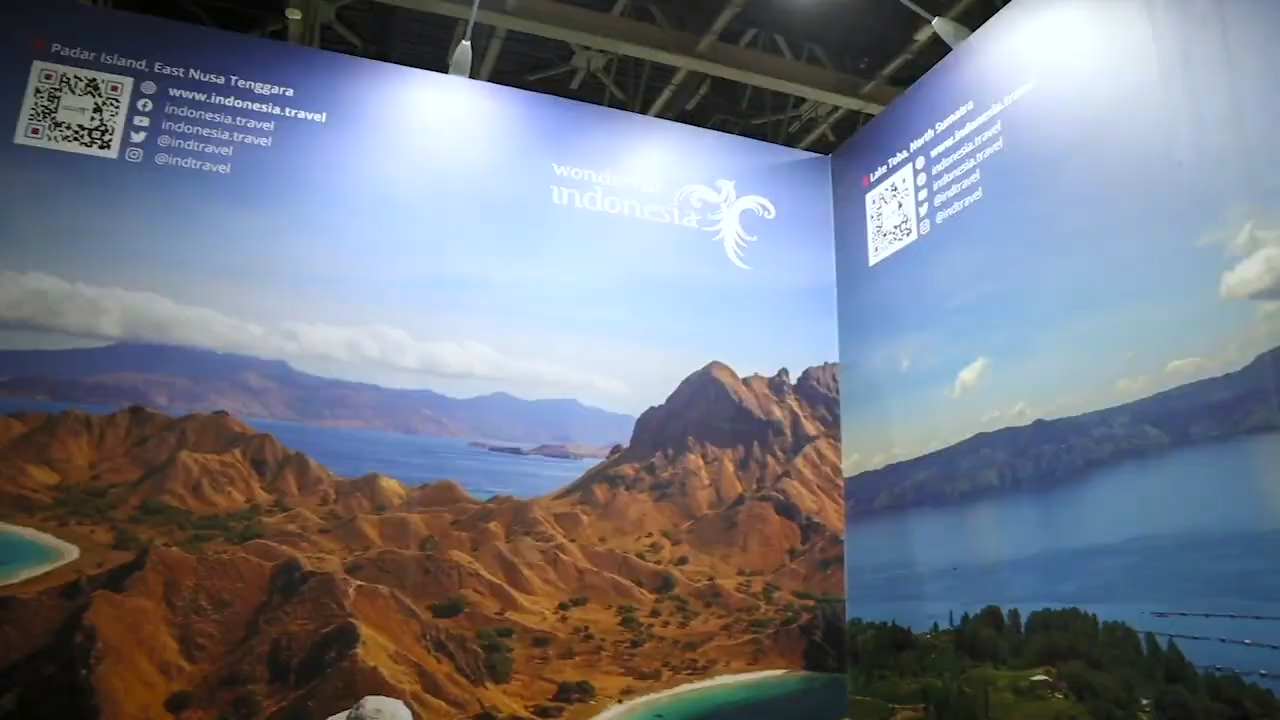 Padar Island, East Nusa Tenggara
www.indonesia.travel
indonesia.travel
indonesia.travel
@indtravel
@indtravel
wonderful
indonesia
Lake Toba, North Sumatra
www.indonesia.travel
indonesia.travel
indonesia.travel
@indtravel
@indtravel